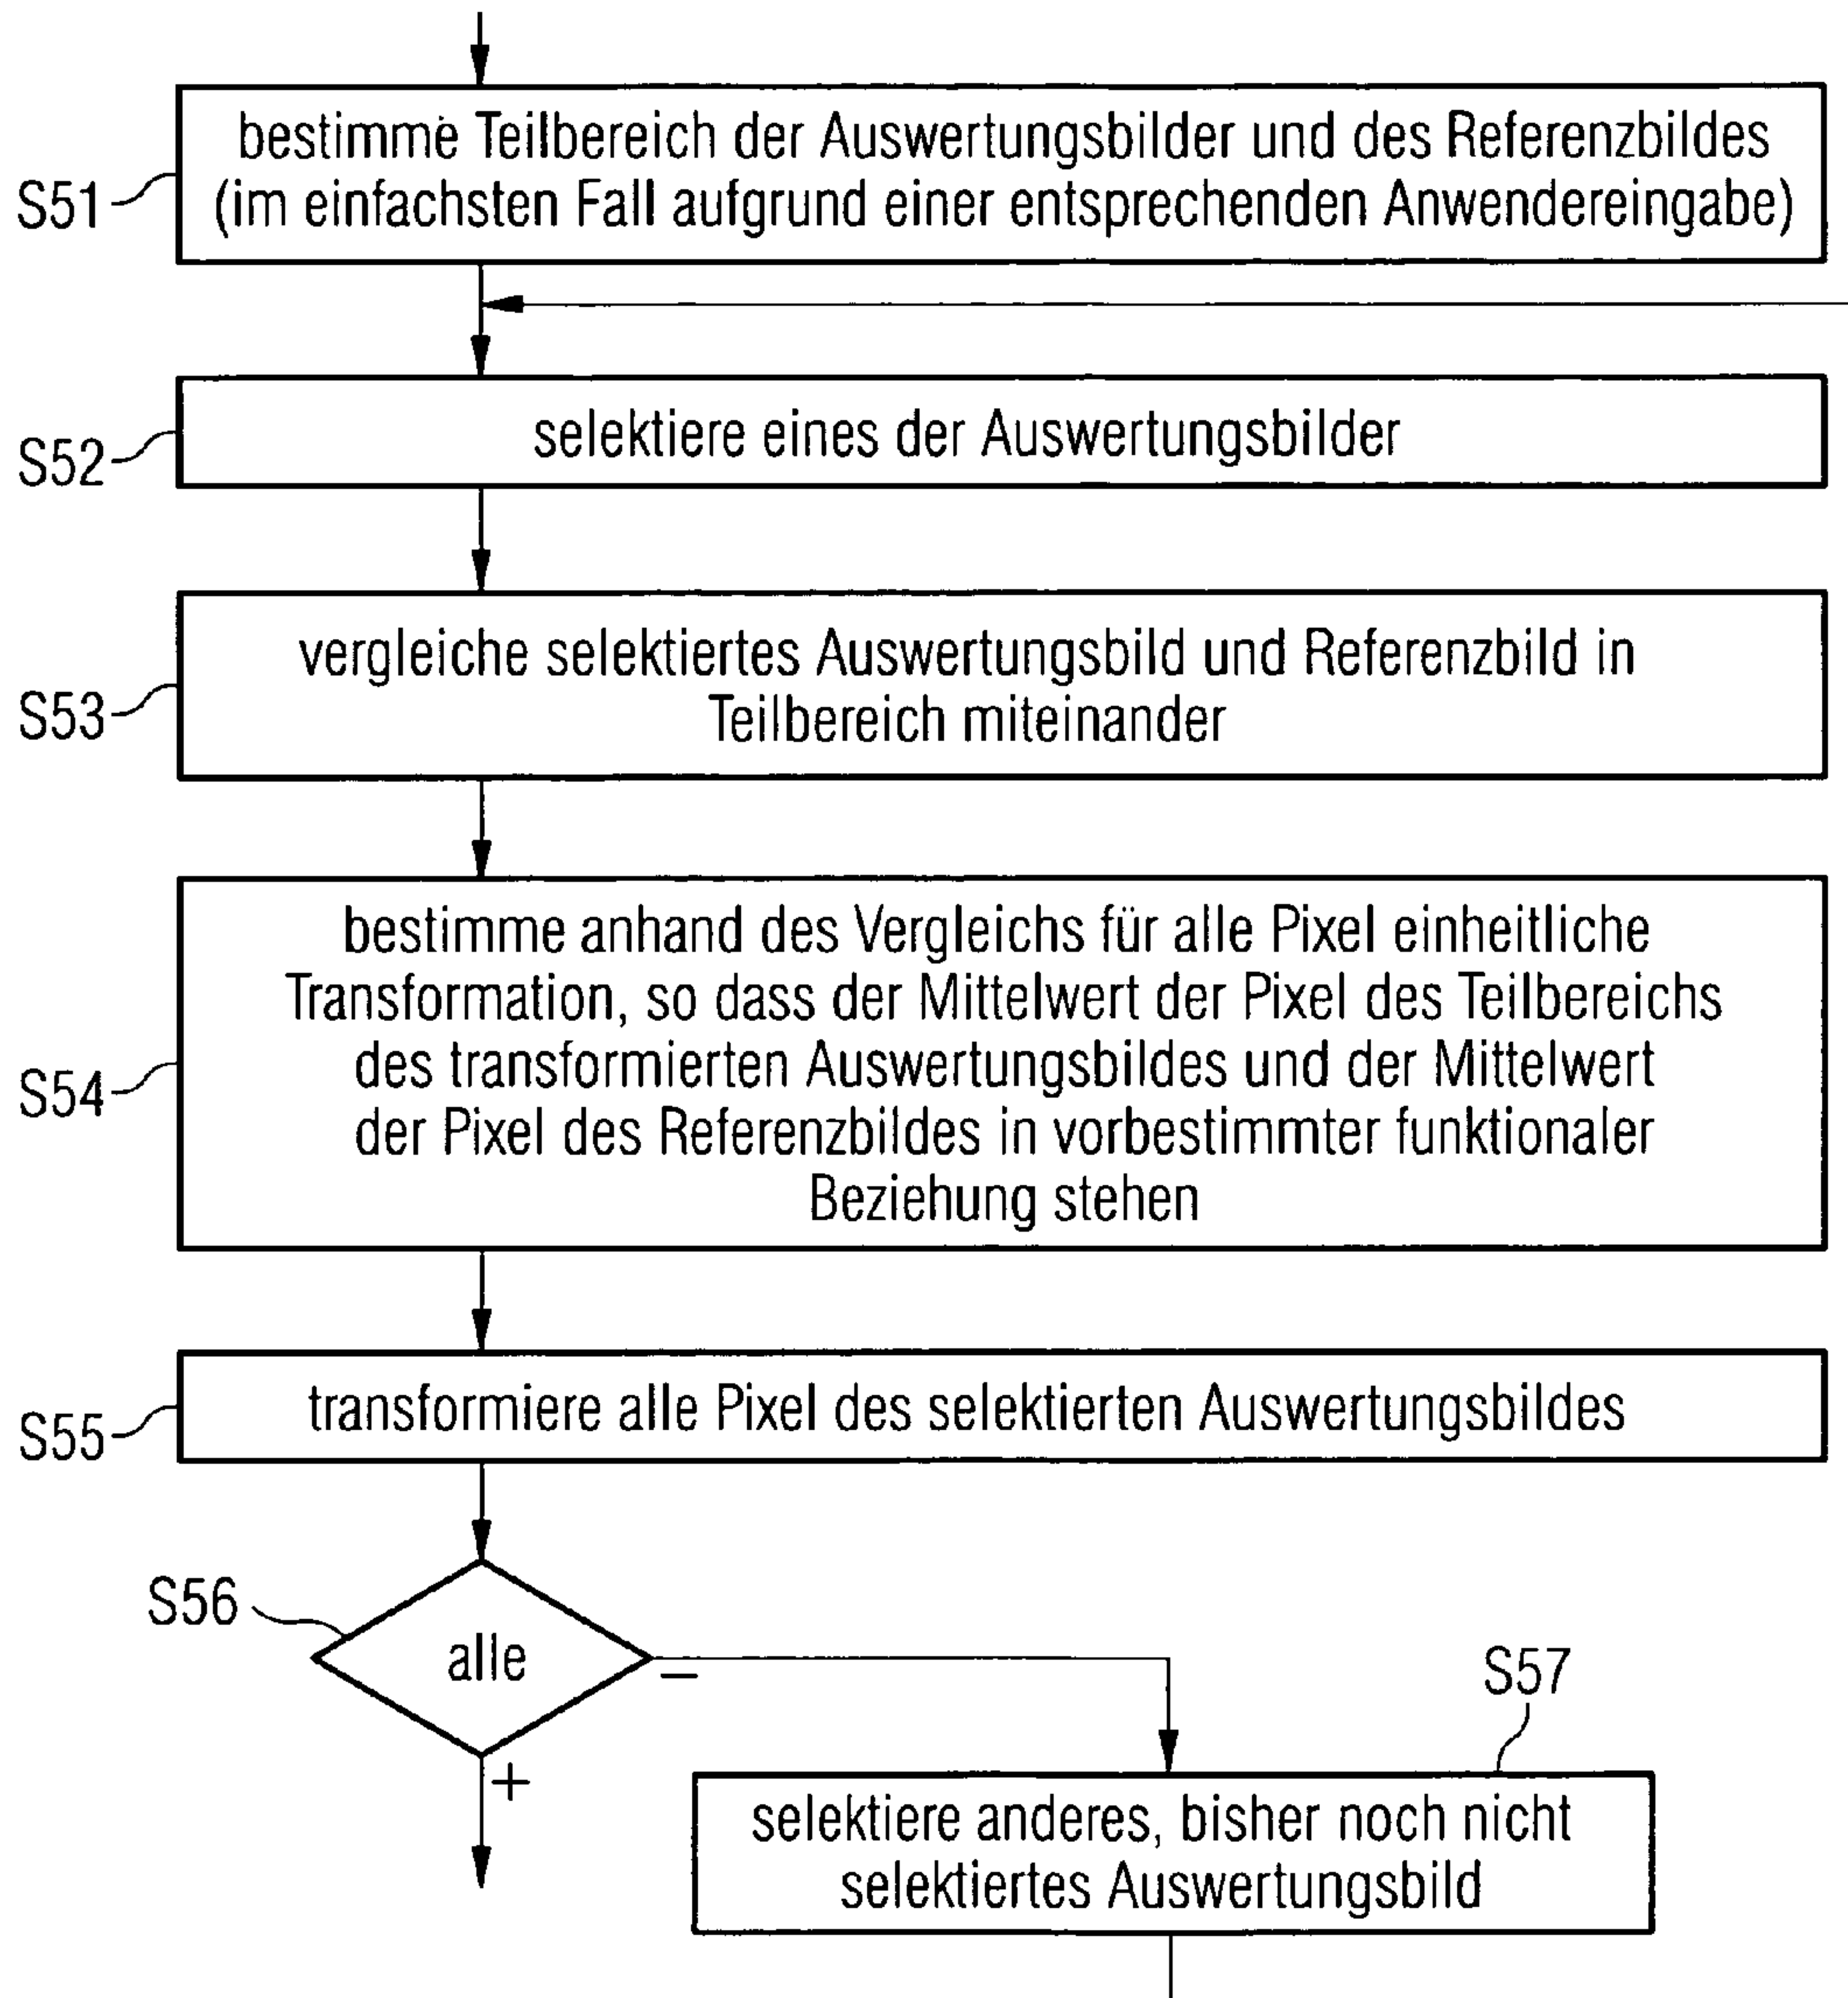 bestimme Teilbereich der Auswertungsbilder und des Referenzbildes
(im einfachsten Fall aufgrund einer entsprechenden Anwendereingabe)
S51
selektiere eines der Auswertungsbilder
S52
vergleiche selektiertes Auswertungsbild und Referenzbild in
Teilbereich miteinander
S53
bestimme anhand des Vergleichs für alle Pixel einheitliche
Transformation, so dass der Mittelwert der Pixel des Teilbereichs
des transformierten Auswertungsbildes und der Mittelwert
der Pixel des Referenzbildes in vorbestimmter funktionaler
Beziehung stehen
S54
transformiere alle Pixel des selektierten Auswertungsbildes
S55
S56
alle
–
+
S57
selektiere anderes, bisher noch nicht
selektiertes Auswertungsbild